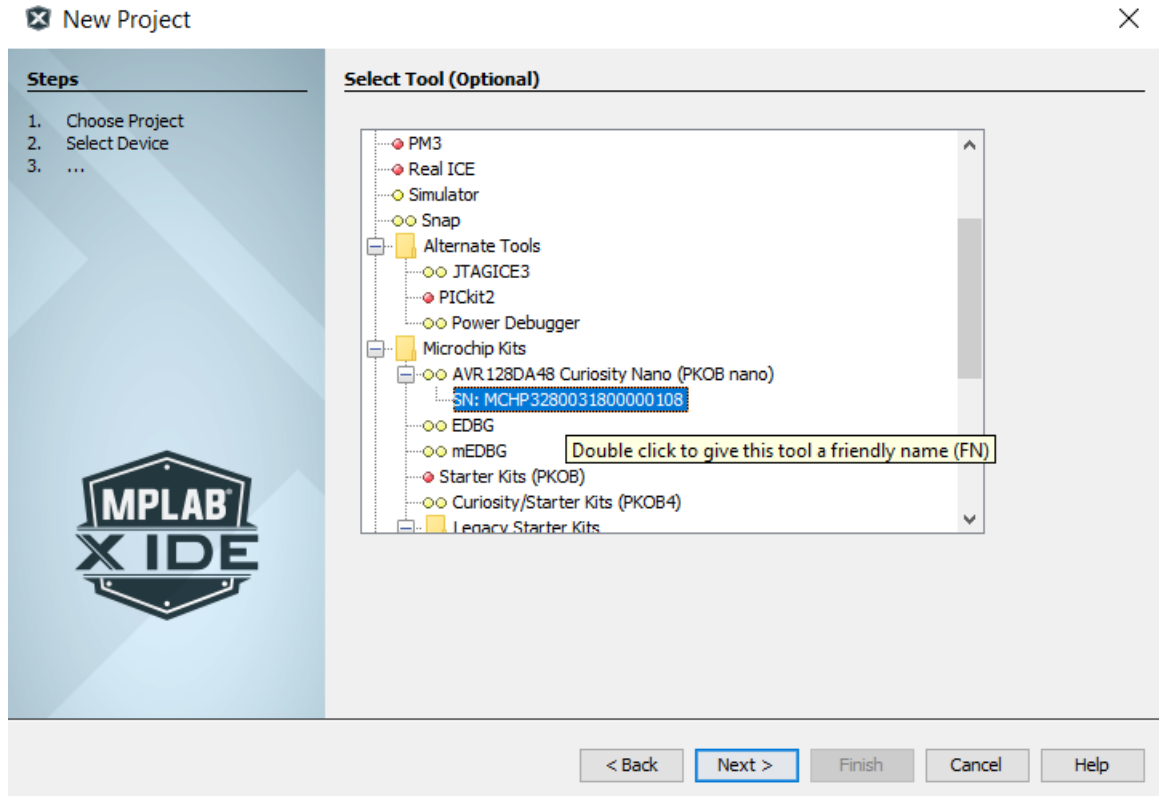 New Project
Steps
1. Choose Project
2. Select Device
3. ...
MPLAB®
X IDE
Select Tool (Optional)
PM3
Real ICE
Simulator
Snap
Alternate Tools
JTAGICE3
PICkit2
Power Debugger
Microchip Kits
AVR128DA48 Curiosity Nano (PKOB nano)
SN: MCHP3280031800000108
EDBG
mEDBG
Double click to give this tool a friendly name (FN)
Starter Kits (PKOB)
Curiosity/Starter Kits (PKOB4)
Legacy Starter Kits
< Back
Next >
Finish
Cancel
Help